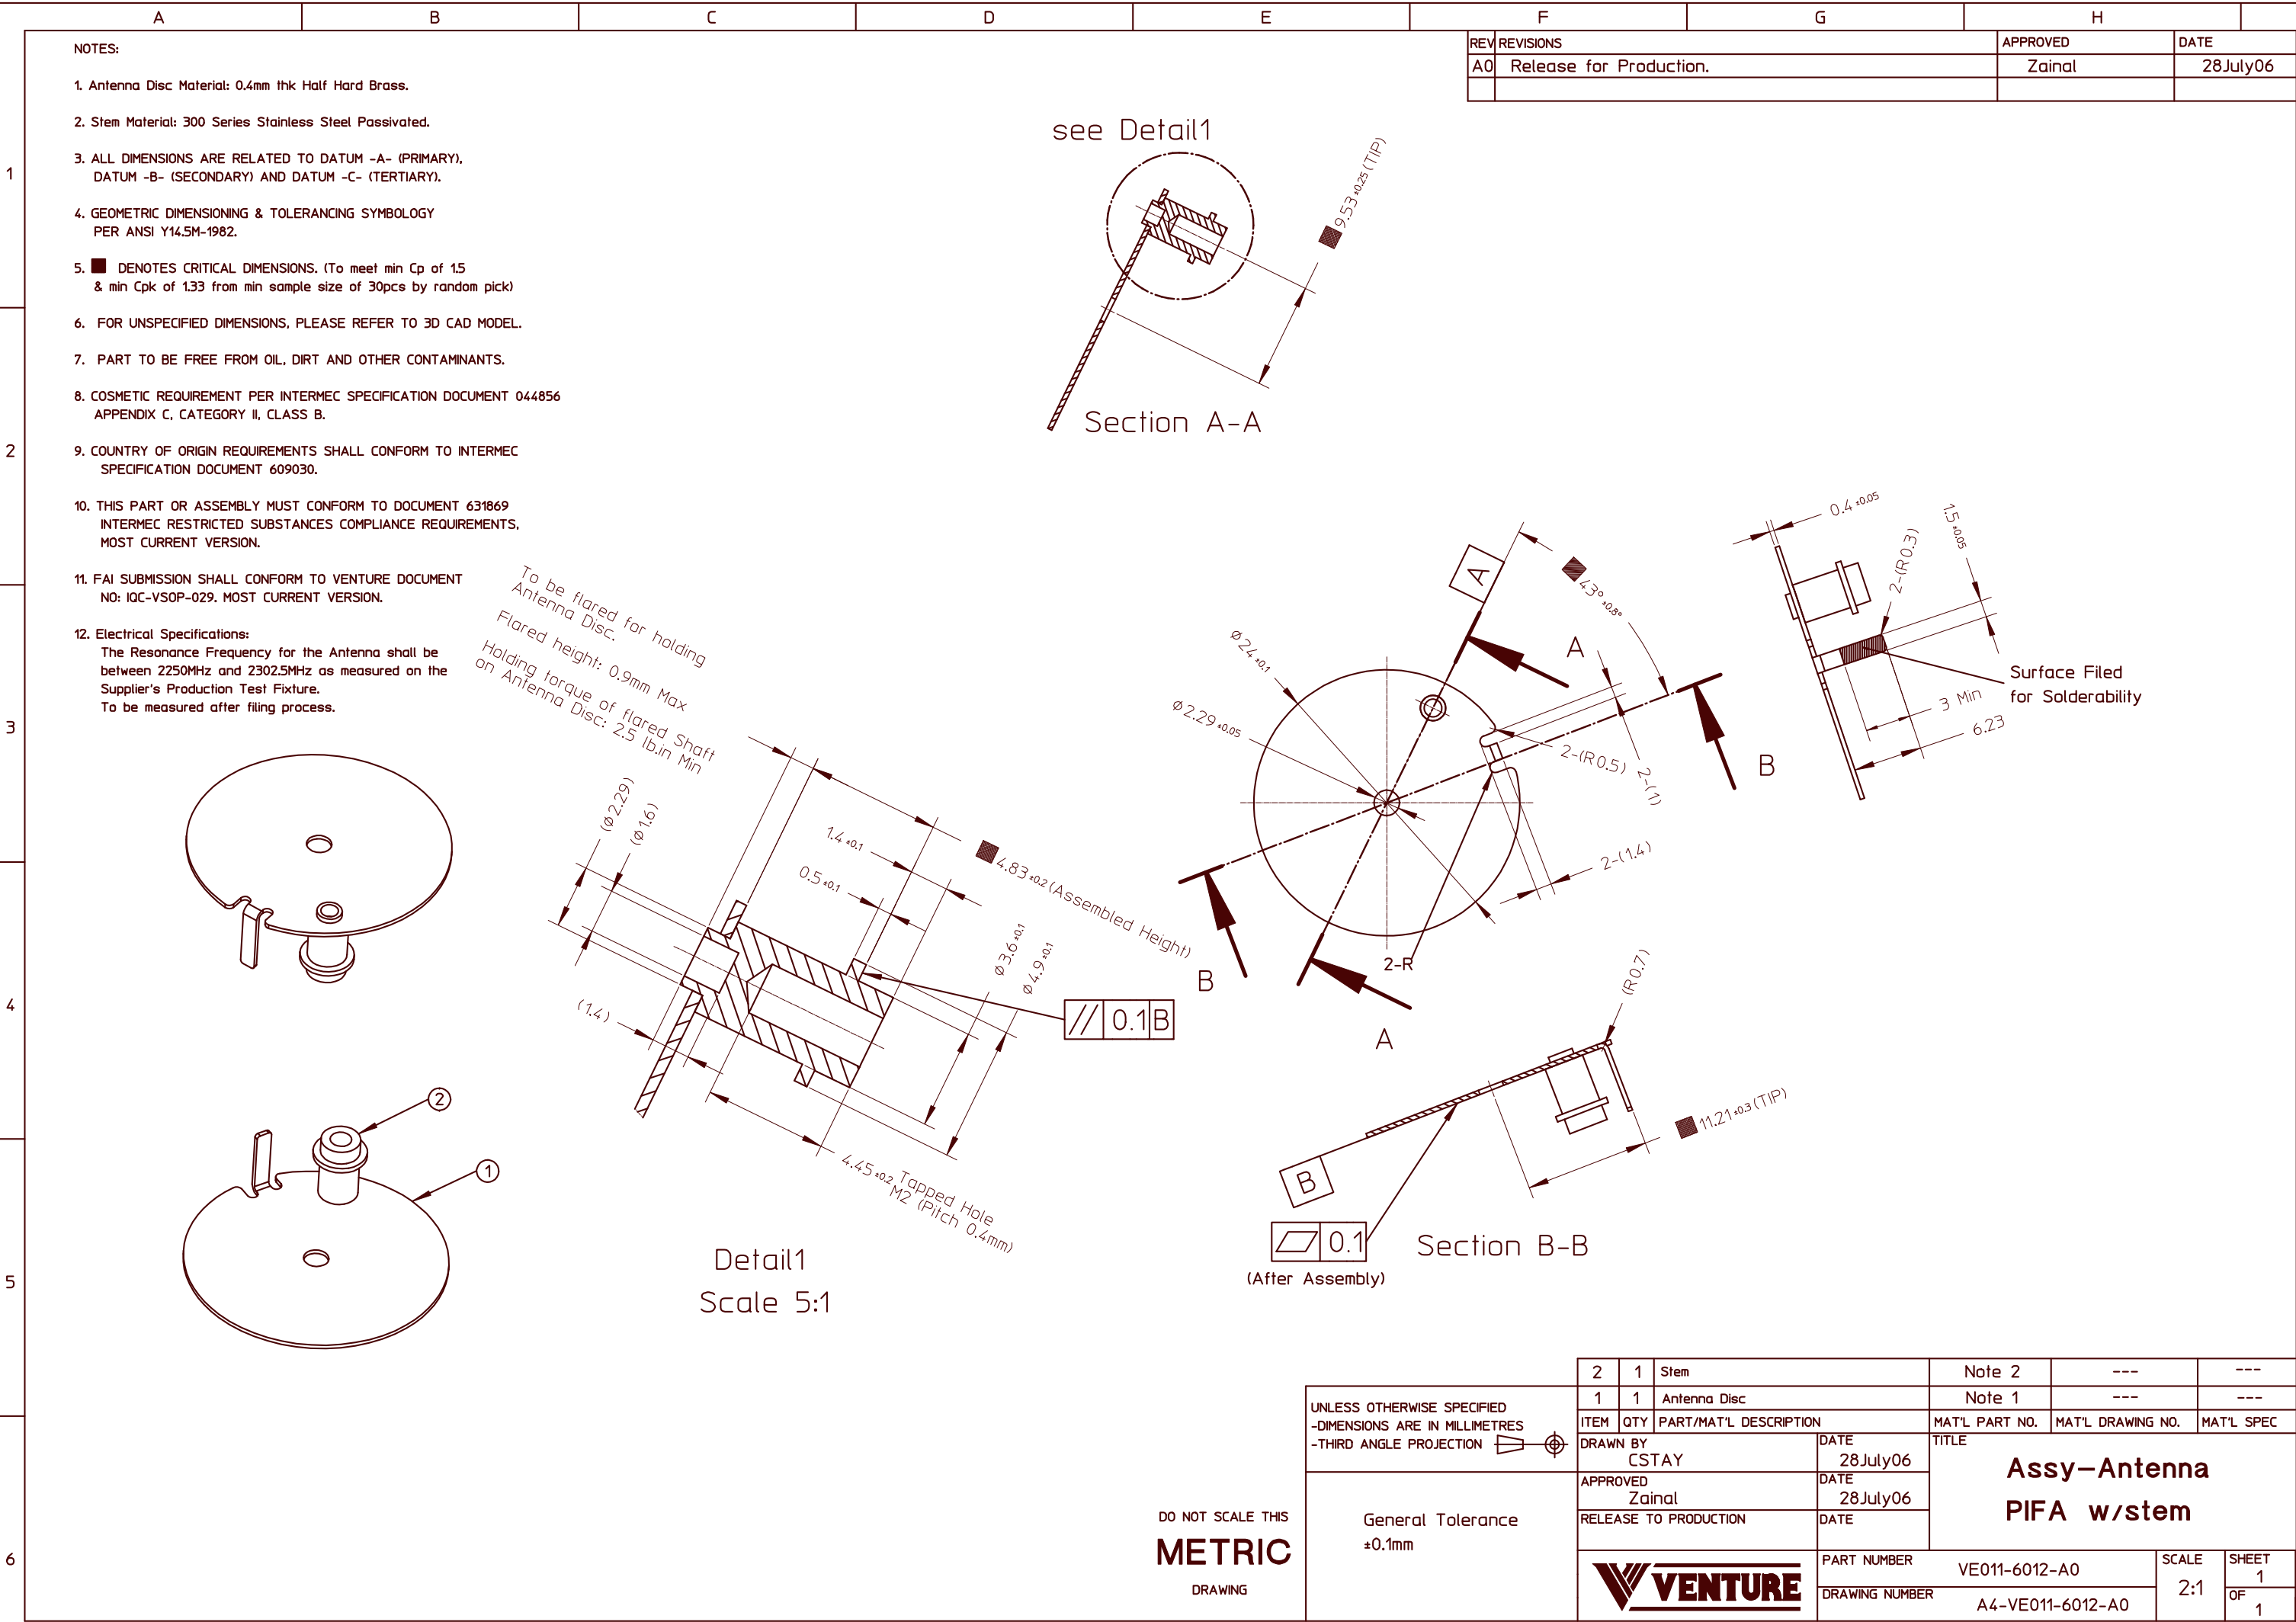 A B C D E F G H
NOTES:
1. Antenna Disc Material: 0.4mm thk Half Hard Brass.
2. Stem Material: 300 Series Stainless Steel Passivated.
3. ALL DIMENSIONS ARE RELATED TO DATUM -A- (PRIMARY),
DATUM -B- (SECONDARY) AND DATUM -C- (TERTIARY).
4. GEOMETRIC DIMENSIONING & TOLERANCING SYMBOLOGY
PER ANSI Y14.5M-1982.
5. ■ DENOTES CRITICAL DIMENSIONS. (To meet min Cp of 1.5
& min Cpk of 1.33 from min sample size of 30pcs by random pick)
6. FOR UNSPECIFIED DIMENSIONS, PLEASE REFER TO 3D CAD MODEL.
7. PART TO BE FREE FROM OIL, DIRT AND OTHER CONTAMINANTS.
8. COSMETIC REQUIREMENT PER INTERMEC SPECIFICATION DOCUMENT 044856
APPENDIX C, CATEGORY II, CLASS B.
9. COUNTRY OF ORIGIN REQUIREMENTS SHALL CONFORM TO INTERMEC
SPECIFICATION DOCUMENT 609030.
10. THIS PART OR ASSEMBLY MUST CONFORM TO DOCUMENT 631869
INTERMEC RESTRICTED SUBSTANCES COMPLIANCE REQUIREMENTS,
MOST CURRENT VERSION.
11. FAI SUBMISSION SHALL CONFORM TO VENTURE DOCUMENT
NO: IQC-VSOP-029. MOST CURRENT VERSION.
12. Electrical Specifications:
The Resonance Frequency for the Antenna shall be
between 2250MHz and 2302.5MHz as measured on the
Supplier's Production Test Fixture.
To be measured after filing process.
REV REVISIONS APPROVED DATE
A0 Release for Production. Zainal 28July06
1
2
3
4
5
6
see Detail1
9.53 ±0.25 (TIP)
Section A-A
To be flared for holding
Antenna Disc.
Flared height: 0.9mm Max
Holding torque of flared Shaft
on Antenna Disc: 2.5 lb.in Min
(Ø2.29)
(Ø1.6)
1.4 ±0.1
0.5 ±0.1
4.83 ±0.2 (Assembled Height)
Ø3.6 ±0.1
Ø4.9 ±0.1
// 0.1 B
(1.4)
4.45 ±0.2 Tapped Hole
M2 (Pitch 0.4mm)
Detail1
Scale 5:1
2
1
A
43° ±0.8°
A
Ø24 ±0.1
Ø2.29 ±0.05
2-(R0.5)
2-(1)
B
2-(1.4)
2-R
B
A
0.4 ±0.05
1.5 ±0.05
2-(R0.3)
Surface Filed
for Solderability
3 Min
6.23
(R0.7)
11.21 ±0.3 (TIP)
B
0.1
(After Assembly)
Section B-B
2 1 Stem Note 2 --- ---
1 1 Antenna Disc Note 1 --- ---
ITEM QTY PART/MAT'L DESCRIPTION MAT'L PART NO. MAT'L DRAWING NO. MAT'L SPEC
UNLESS OTHERWISE SPECIFIED
-DIMENSIONS ARE IN MILLIMETRES
-THIRD ANGLE PROJECTION
DRAWN BY DATE
CSTAY 28July06
APPROVED DATE
Zainal 28July06
RELEASE TO PRODUCTION DATE
TITLE
Assy-Antenna
PIFA w/stem
DO NOT SCALE THIS
METRIC
DRAWING
General Tolerance
±0.1mm
VENTURE
PART NUMBER VE011-6012-A0
DRAWING NUMBER A4-VE011-6012-A0
SCALE
2:1
SHEET
1
OF
1